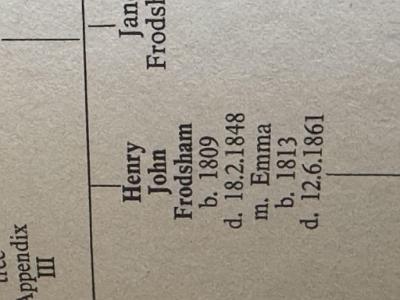 Appendix
III
Henry
John
Frodsham
b. 1809
d. 18.2.1848
m. Emma
b. 1813
d. 12.6.1861